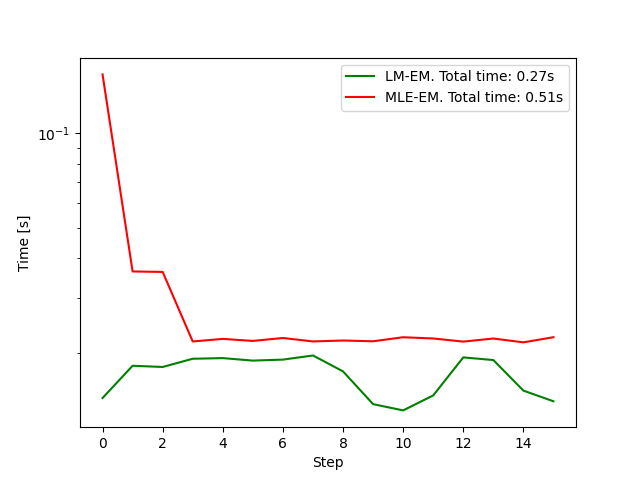 LM-EM. Total time: 0.27s
MLE-EM. Total time: 0.51s
10⁻¹
Time [s]
0 2 4 6 8 10 12 14
Step